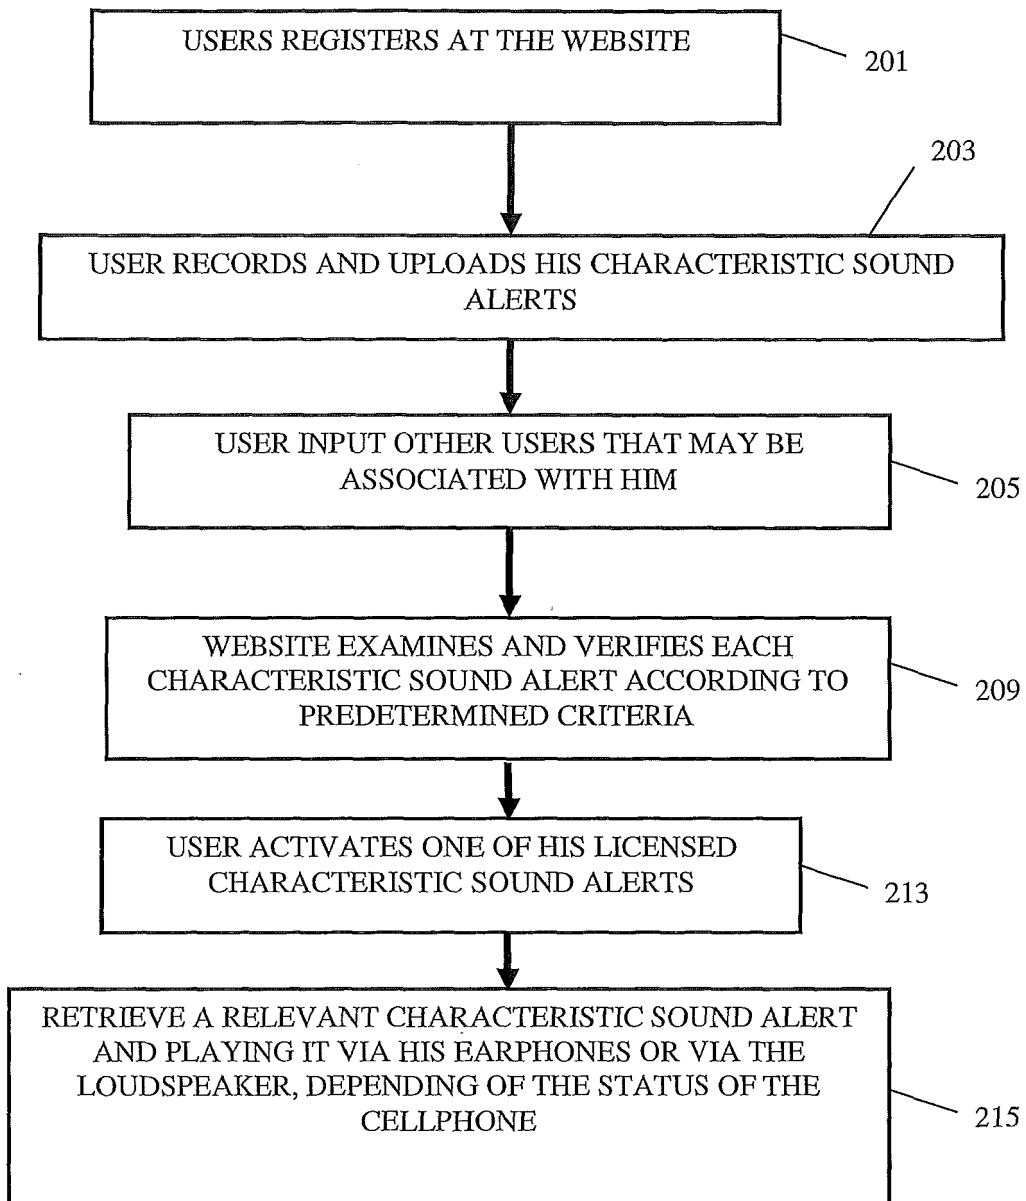 USERS REGISTERS AT THE WEBSITE
201
203
USER RECORDS AND UPLOADS HIS CHARACTERISTIC SOUND
ALERTS
USER INPUT OTHER USERS THAT MAY BE
ASSOCIATED WITH HIM
205
WEBSITE EXAMINES AND VERIFIES EACH
CHARACTERISTIC SOUND ALERT ACCORDING TO
PREDETERMINED CRITERIA
209
USER ACTIVATES ONE OF HIS LICENSED
CHARACTERISTIC SOUND ALERTS
213
RETRIEVE A RELEVANT CHARACTERISTIC SOUND ALERT
AND PLAYING IT VIA HIS EARPHONES OR VIA THE
LOUDSPEAKER, DEPENDING OF THE STATUS OF THE
CELLPHONE
215